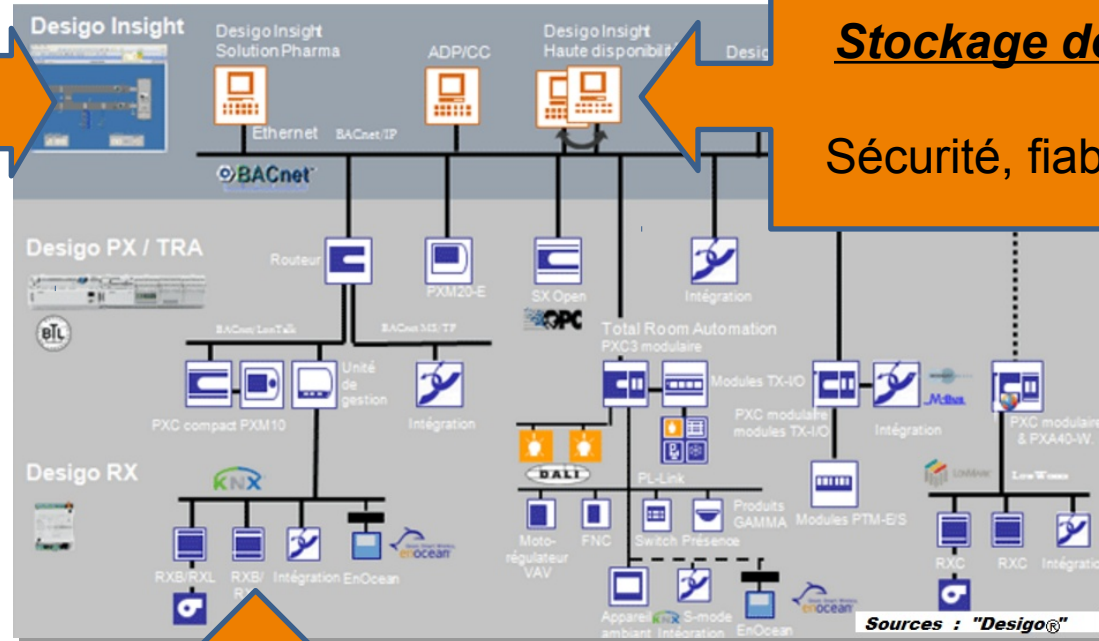 Desigo Insight
Desigo Insight
Solution Pharma
ADP/CC
Desigo Insight
Haute disponibilité
Stockage
Sécurité,
Ethernet BACnet/IP
BACnet
Desigo PX / TRA
Routeur
PXM20-E
SX Open
Intégration
OPC
BTL
BACnet/LonTalk
BACnet MS/TP
Total Room Automation
PXC3 modulaire
Unité
de
gestion
Modules TX-I/O
PXC compact PXM10
Intégration
PXC modulaire
modules TX-I/O
Intégration
M-Bus
PXC modulaire
& PXA40-W.
Desigo RX
KNX
DALI
PL-Link
LonMark
LonWorks
Produits
GAMMA
Modules PTM-E/S
Moto-
régulateur
VAV
FNC
Switch
Présence
enocean
RXB/RXL
RXB/
Intégration
EnOcean
RXC
RXC
Appareil
ambiant
KNX S-mode
Intégration
EnOcean
enocean
Sources : "Desigo®"